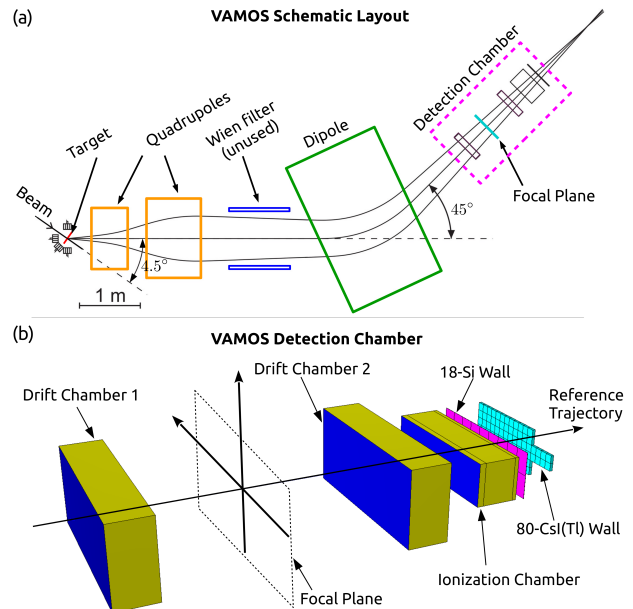 (a)
VAMOS Schematic Layout
Target
Quadrupoles
Wien filter
(unused)
Dipole
Detection Chamber
Focal Plane
Beam
4.5°
45°
1 m
(b)
VAMOS Detection Chamber
Drift Chamber 1
Drift Chamber 2
18-Si Wall
Reference
Trajectory
80-CsI(Tl) Wall
Ionization Chamber
Focal Plane